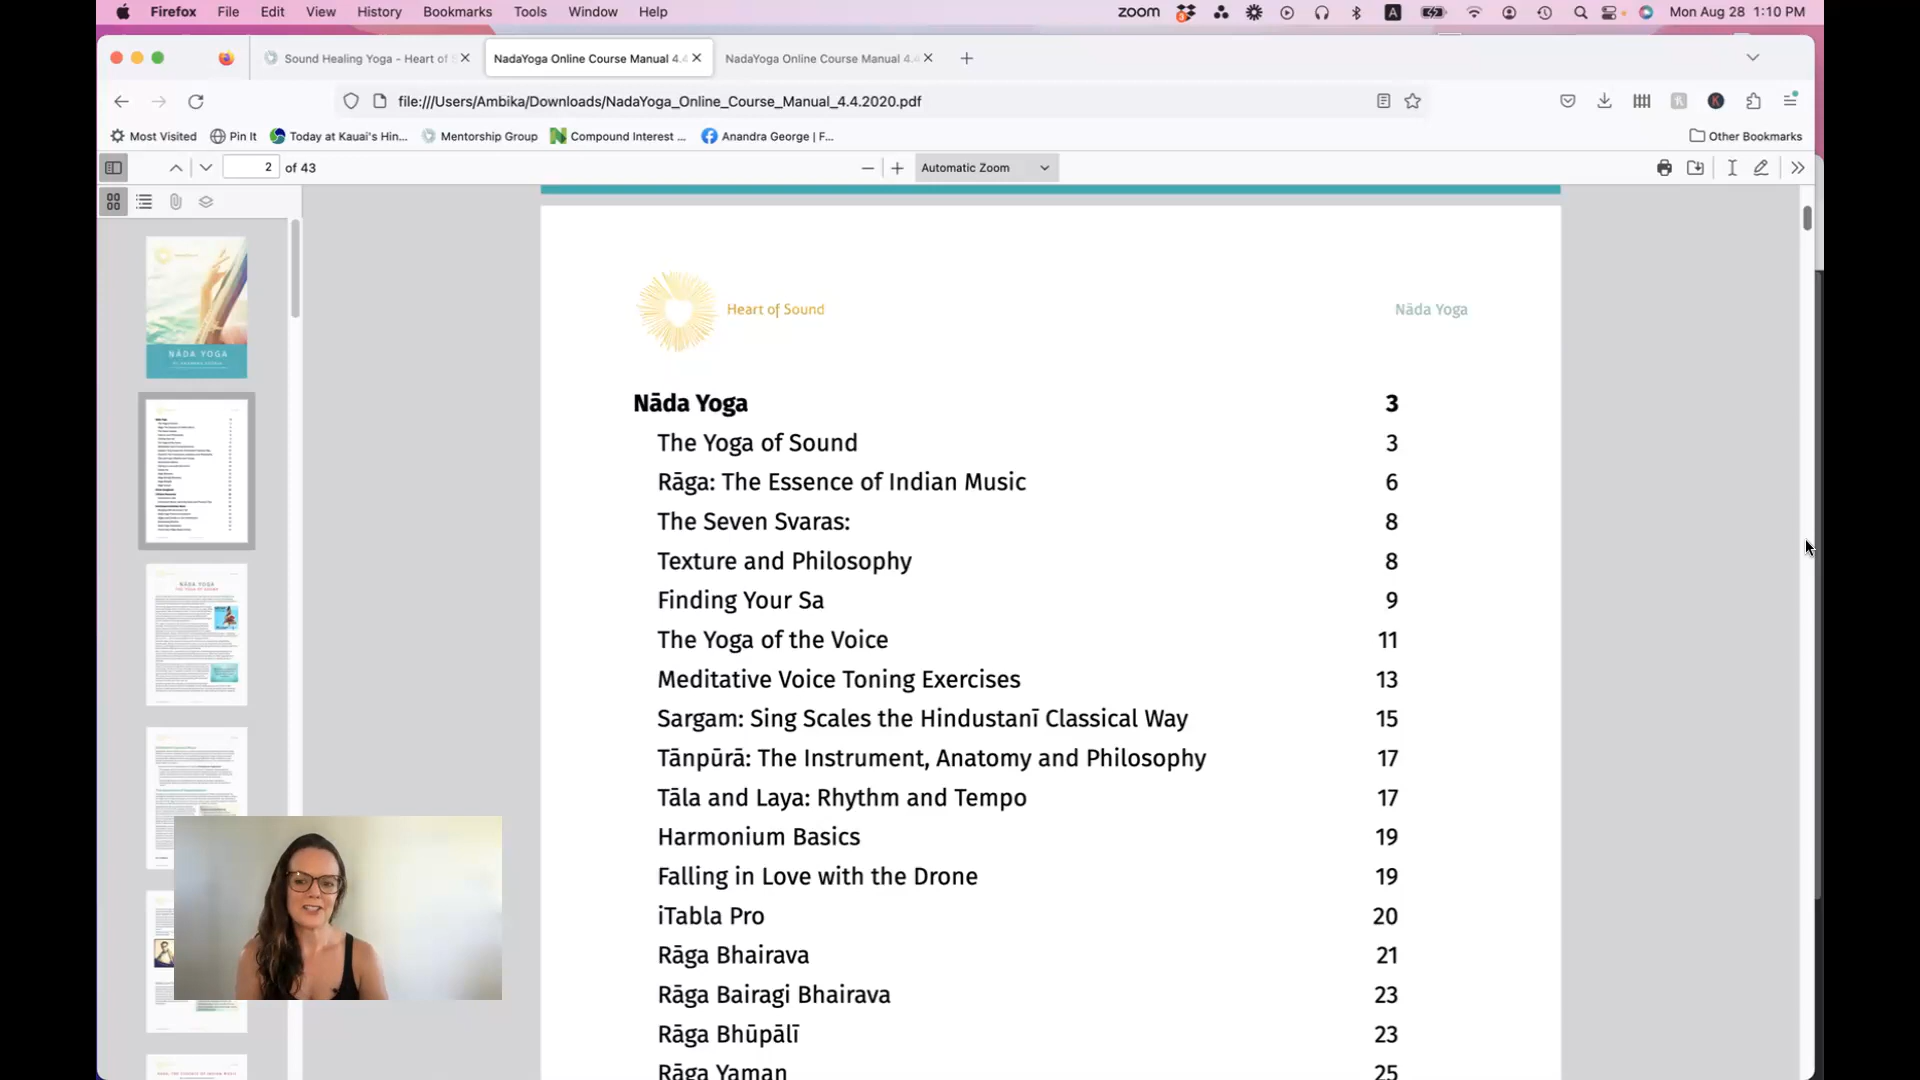 Firefox File Edit View History Bookmarks Tools Window Help zoom 3 A Mon Aug 28 1:10 PM
Sound Healing Yoga - Heart of S NadaYoga Online Course Manual 4.4 NadaYoga Online Course Manual 4.4
file:///Users/Ambika/Downloads/NadaYoga_Online_Course_Manual_4.4.2020.pdf
Most Visited Pin It Today at Kauai's Hin... Mentorship Group Compound Interest ... Anandra George | F... Other Bookmarks
2 of 43 Automatic Zoom
Heart of Sound Nāda Yoga
NĀDA YOGA
Nāda Yoga 3
The Yoga of Sound 3
Rāga: The Essence of Indian Music 6
The Seven Svaras: 8
Texture and Philosophy 8
Finding Your Sa 9
The Yoga of the Voice 11
Meditative Voice Toning Exercises 13
Sargam: Sing Scales the Hindustanī Classical Way 15
Tānpūrā: The Instrument, Anatomy and Philosophy 17
Tāla and Laya: Rhythm and Tempo 17
Harmonium Basics 19
Falling in Love with the Drone 19
iTabla Pro 20
Rāga Bhairava 21
Rāga Bairagi Bhairava 23
Rāga Bhūpālī 23
Rāga Yaman 25